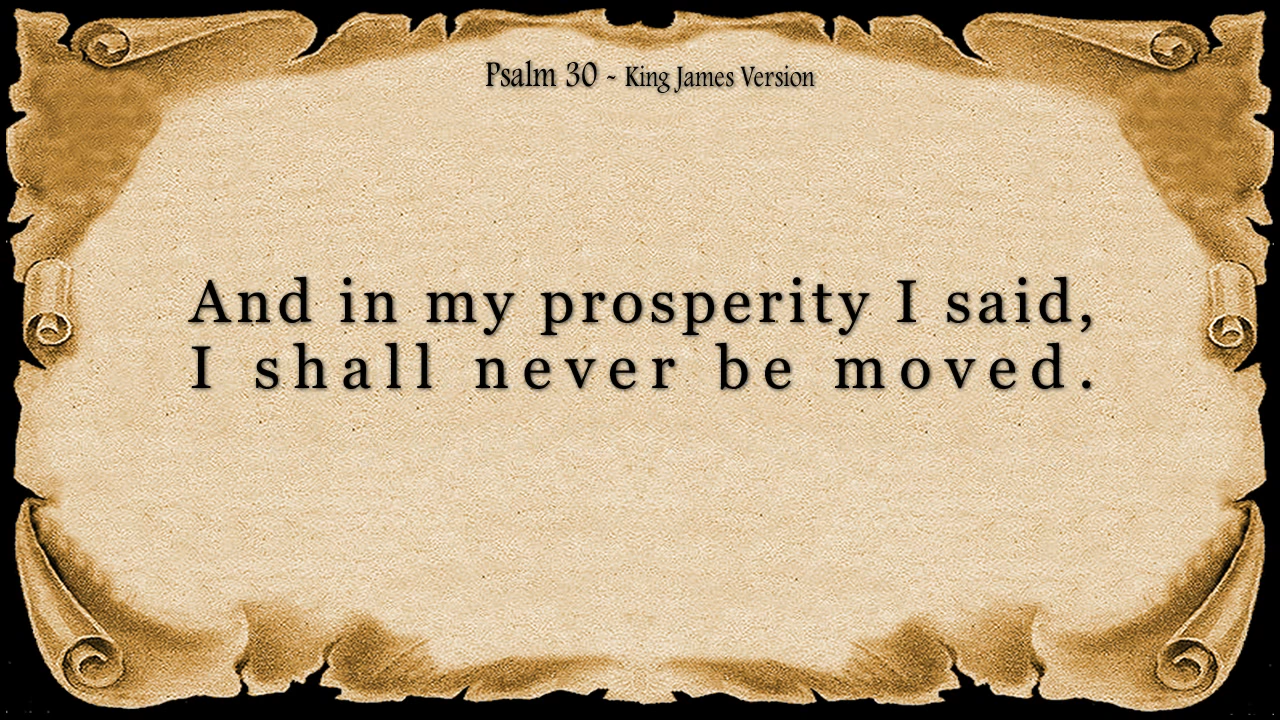 Psalm 30 - King James Version
And in my prosperity I said,
I shall never be moved.